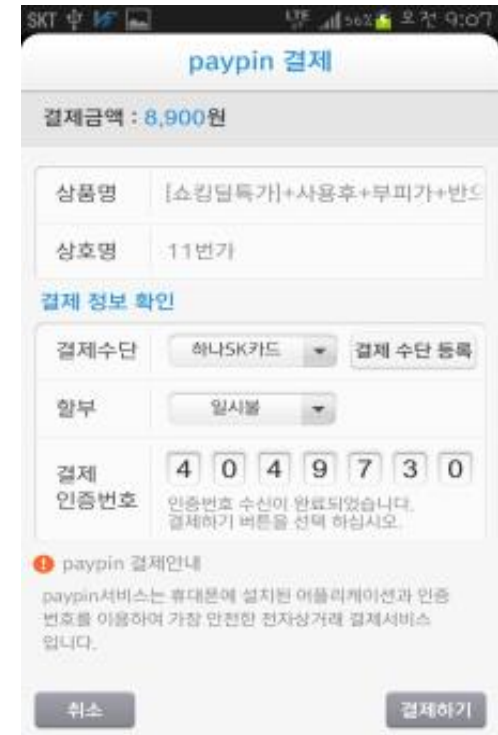 SKT LTE 56% 오전 9:07
paypin 결제
결제금액 : 8,900원
상품명 [쇼킹딜특가]+사용후+부피가+반으
상호명 11번가
결제 정보 확인
결제수단 하나SK카드 결제 수단 등록
할부 일시불
결제 4 0 4 9 7 3 0
인증번호 인증번호 수신이 완료되었습니다.
결제하기 버튼을 선택 하십시오.
paypin 결제안내
paypin서비스는 휴대폰에 설치된 어플리케이션과 인증
번호를 이용하여 가장 안전한 전자상거래 결제서비스
입니다.
취소 결제하기